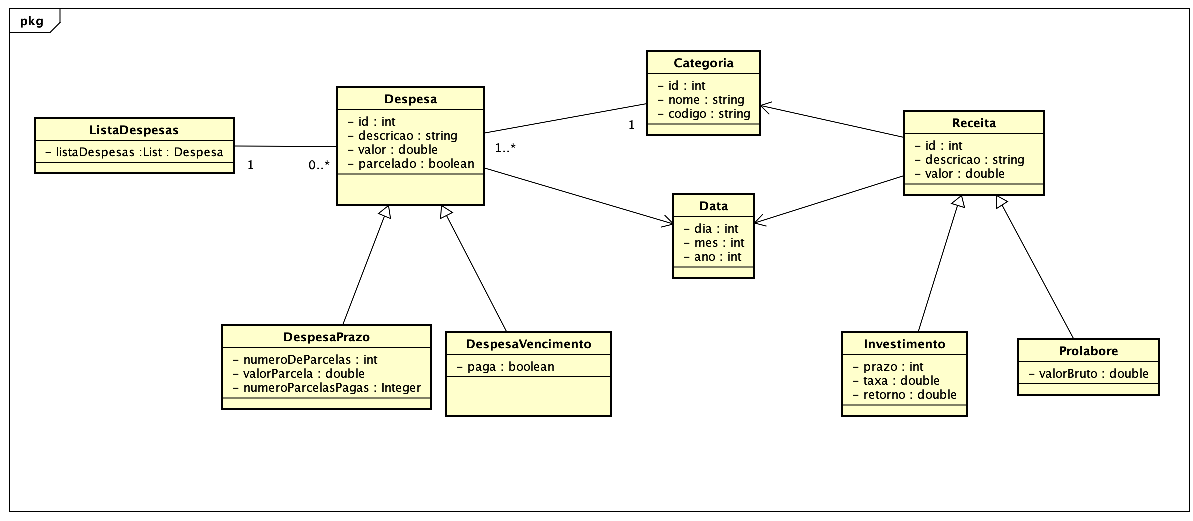 pkg
Categoria
- id : int
- nome : string
- codigo : string
Despesa
- id : int
- descricao : string
- valor : double
- parcelado : boolean
ListaDespesas
- listaDespesas :List : Despesa
Receita
- id : int
- descricao : string
- valor : double
1
0..*
1..*
1
Data
- dia : int
- mes : int
- ano : int
DespesaPrazo
- numeroDeParcelas : int
- valorParcela : double
- numeroParcelasPagas : Integer
DespesaVencimento
- paga : boolean
Investimento
- prazo : int
- taxa : double
- retorno : double
Prolabore
- valorBruto : double